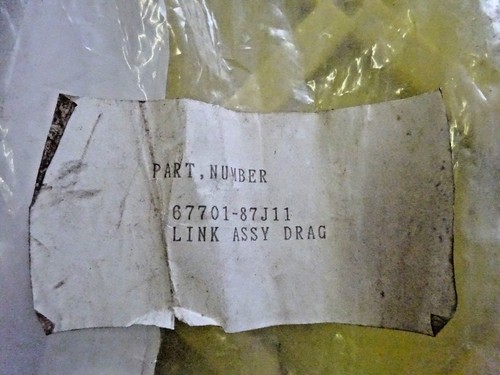 PART,NUMBER
67701-87J11
LINK ASSY DRAG